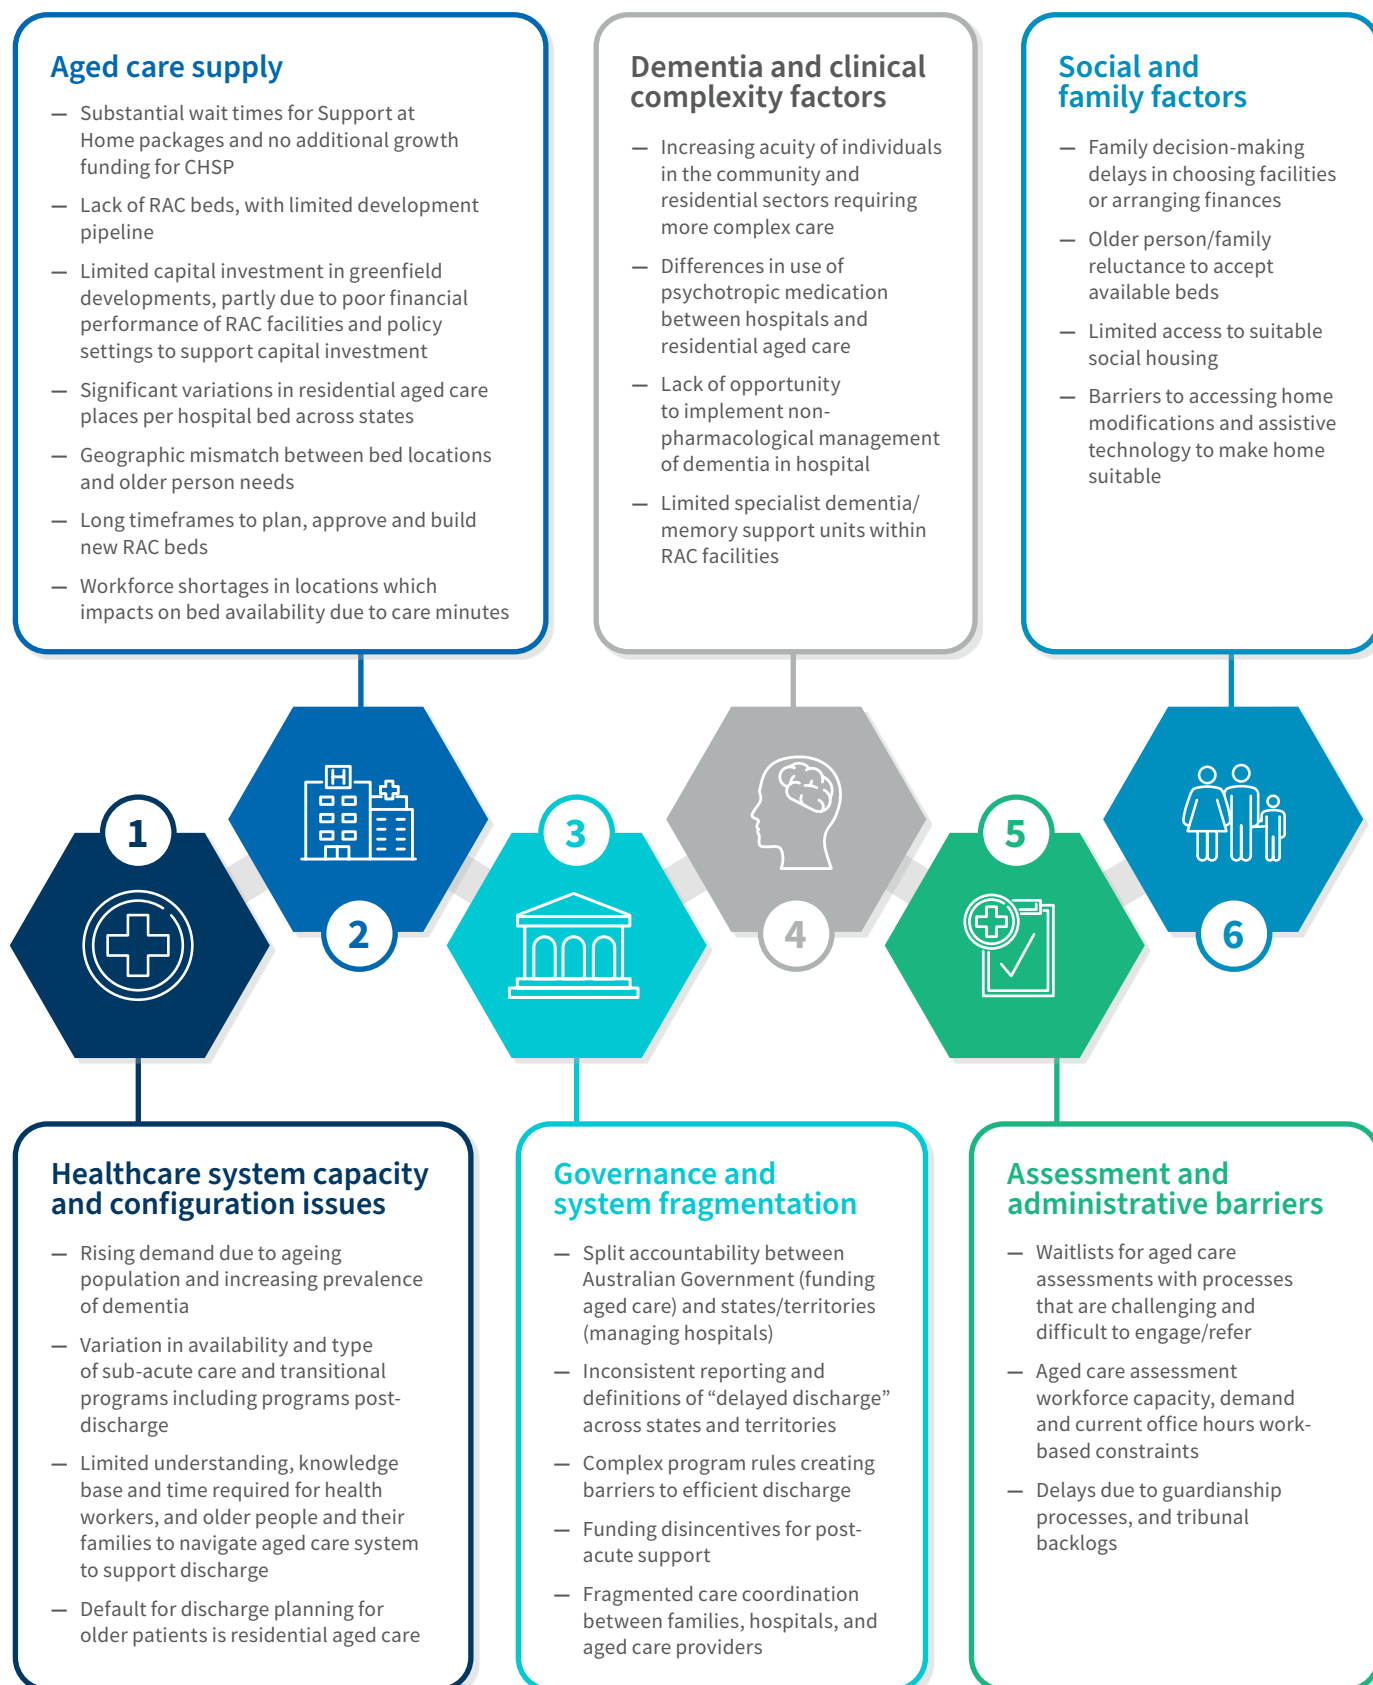 Aged care supply
— Substantial wait times for Support at
Home packages and no additional growth
funding for CHSP
— Lack of RAC beds, with limited development
pipeline
— Limited capital investment in greenfield
developments, partly due to poor financial
performance of RAC facilities and policy
settings to support capital investment
— Significant variations in residential aged care
places per hospital bed across states
— Geographic mismatch between bed locations
and older person needs
— Long timeframes to plan, approve and build
new RAC beds
— Workforce shortages in locations which
impacts on bed availability due to care minutes
Dementia and clinical
complexity factors
— Increasing acuity of individuals
in the community and
residential sectors requiring
more complex care
— Differences in use of
psychotropic medication
between hospitals and
residential aged care
— Lack of opportunity
to implement non-
pharmacological management
of dementia in hospital
— Limited specialist dementia/
memory support units within
RAC facilities
Social and
family factors
— Family decision-making
delays in choosing facilities
or arranging finances
— Older person/family
reluctance to accept
available beds
— Limited access to suitable
social housing
— Barriers to accessing home
modifications and assistive
technology to make home
suitable
H
1
2
3
4
5
6
Healthcare system capacity
and configuration issues
— Rising demand due to ageing
population and increasing prevalence
of dementia
— Variation in availability and type
of sub-acute care and transitional
programs including programs post-
discharge
— Limited understanding, knowledge
base and time required for health
workers, and older people and their
families to navigate aged care system
to support discharge
— Default for discharge planning for
older patients is residential aged care
Governance and
system fragmentation
— Split accountability between
Australian Government (funding
aged care) and states/territories
(managing hospitals)
— Inconsistent reporting and
definitions of “delayed discharge”
across states and territories
— Complex program rules creating
barriers to efficient discharge
— Funding disincentives for post-
acute support
— Fragmented care coordination
between families, hospitals, and
aged care providers
Assessment and
administrative barriers
— Waitlists for aged care
assessments with processes
that are challenging and
difficult to engage/refer
— Aged care assessment
workforce capacity, demand
and current office hours work-
based constraints
— Delays due to guardianship
processes, and tribunal
backlogs